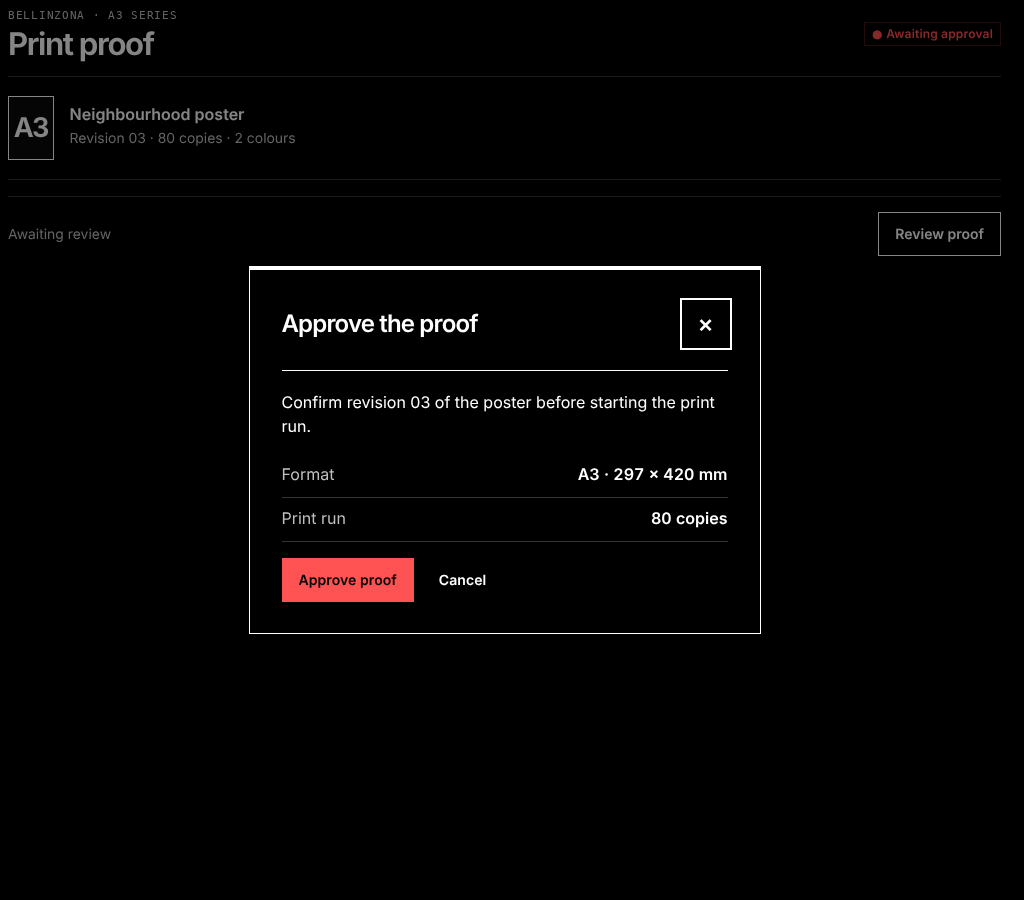 BELLINZONA · A3 SERIES
Print proof
Awaiting approval
A3
Neighbourhood poster
Revision 03 · 80 copies · 2 colours
Awaiting review
Review proof
Approve the proof
×
Confirm revision 03 of the poster before starting the print
run.
Format A3 · 297 × 420 mm
Print run 80 copies
Approve proof Cancel